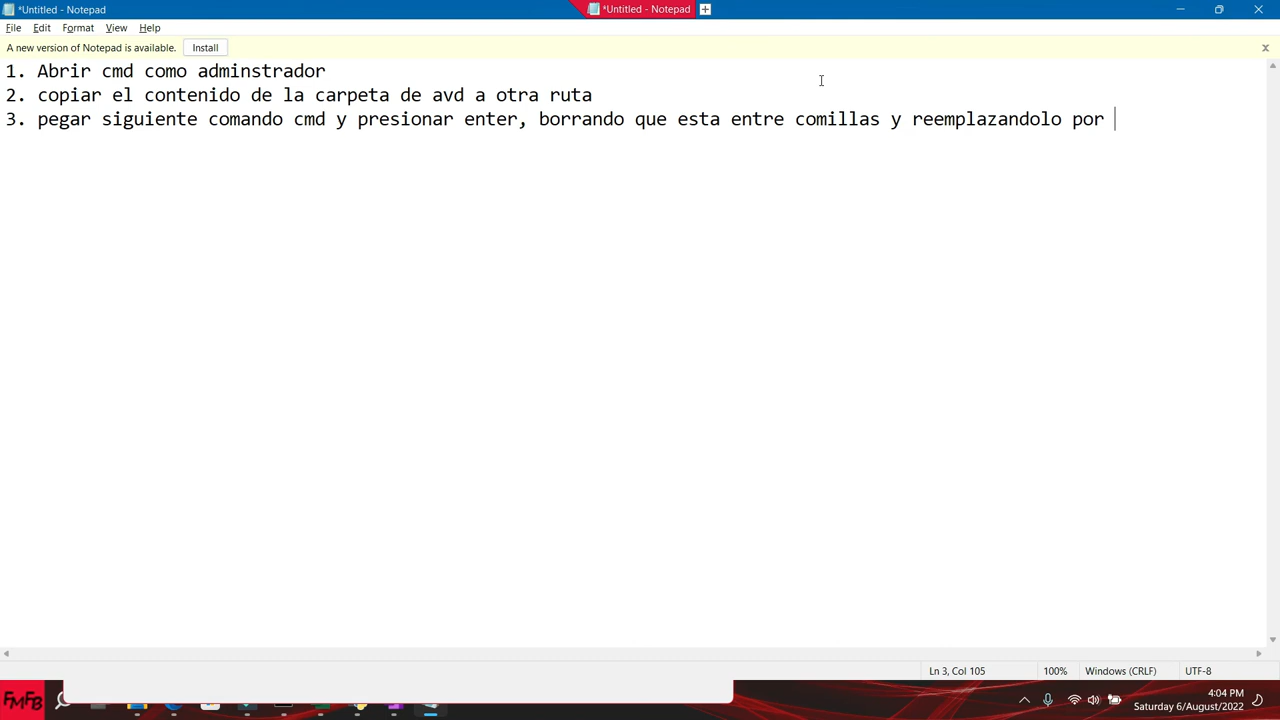 *Untitled - Notepad
*Untitled - Notepad
File Edit Format View Help
A new version of Notepad is available. Install
1. Abrir cmd como adminstrador
2. copiar el contenido de la carpeta de avd a otra ruta
3. pegar siguiente comando cmd y presionar enter, borrando que esta entre comillas y reemplazandolo por
Ln 3, Col 105 100% Windows (CRLF) UTF-8
FMFB
4:04 PM
Saturday 6/August/2022